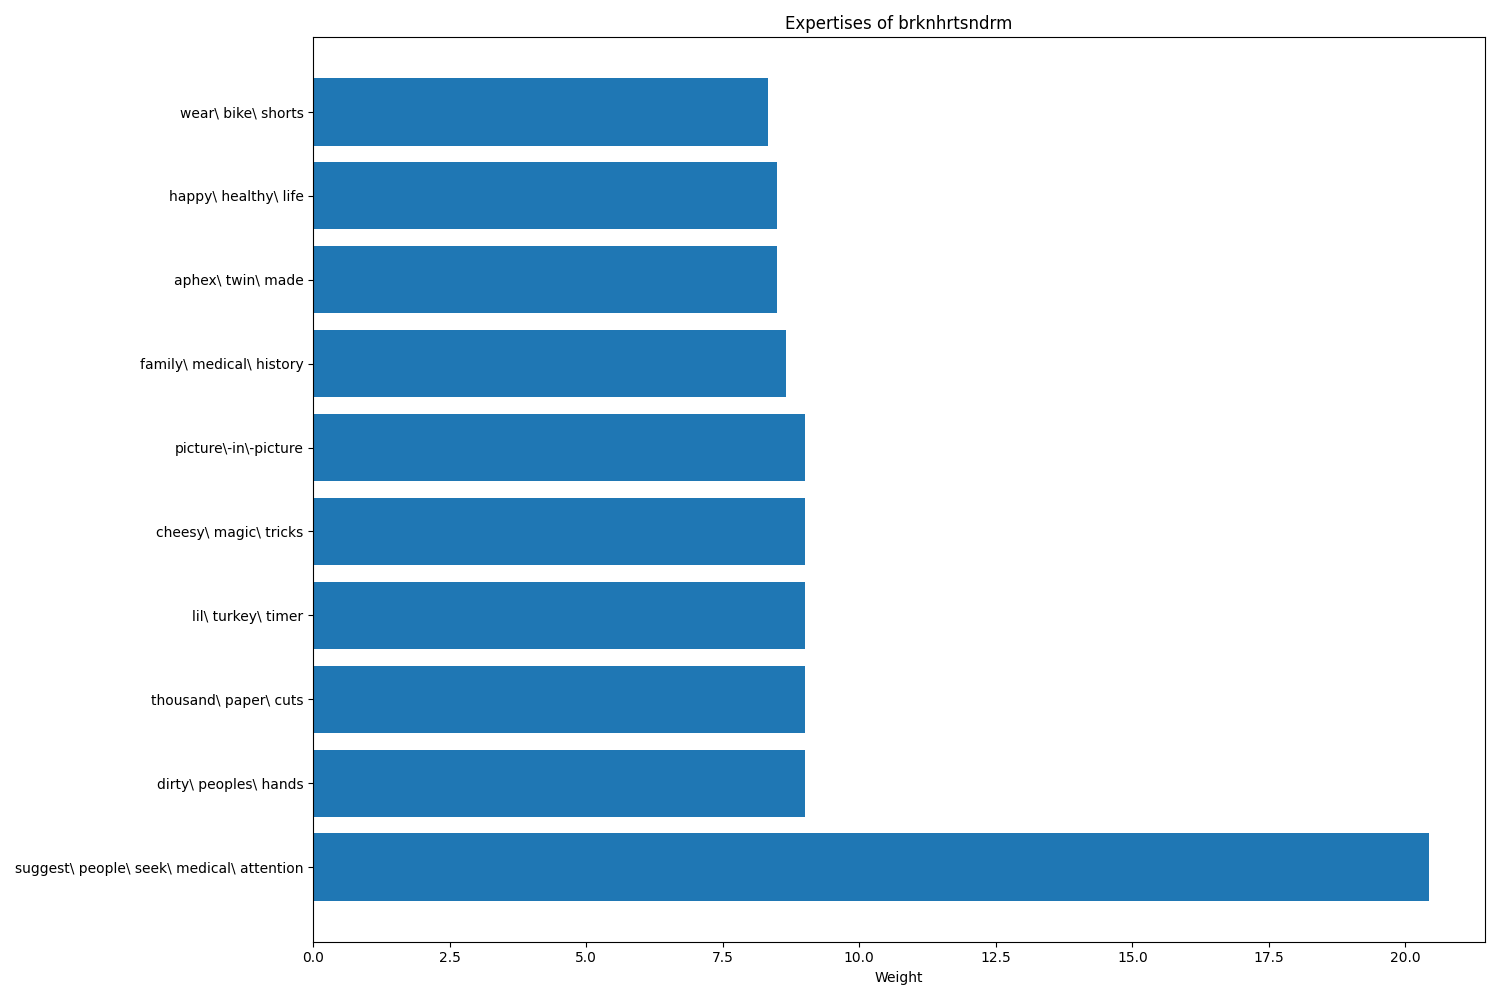 Expertises of brknhrtsndrm
wear\ bike\ shorts
happy\ healthy\ life
aphex\ twin\ made
family\ medical\ history
picture\-in\-picture
cheesy\ magic\ tricks
lil\ turkey\ timer
thousand\ paper\ cuts
dirty\ peoples\ hands
suggest\ people\ seek\ medical\ attention
0.0 2.5 5.0 7.5 10.0 12.5 15.0 17.5 20.0
Weight